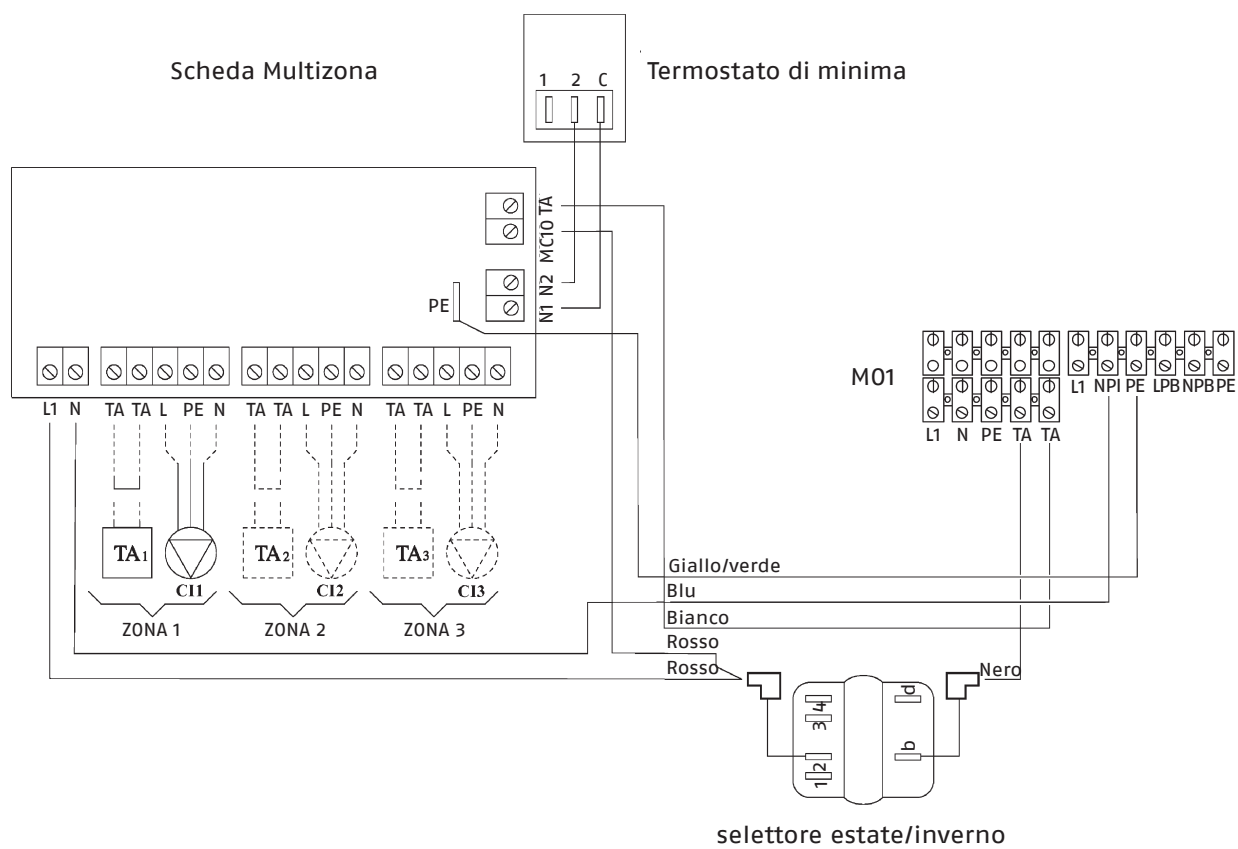 Scheda Multizona
Termostato di minima
1 2 C
TA
MC10
N2
N1
PE
M01
L1 NPI PE LPB NPB PE
L1 N PE TA TA
L1 N TA TA L PE N TA TA L PE N TA TA L PE N
TA1 CI1 TA2 CI2 TA3 CI3
ZONA 1 ZONA 2 ZONA 3
Giallo/verde
Blu
Bianco
Rosso
Rosso
Nero
3 4 d
1 2 b
selettore estate/inverno